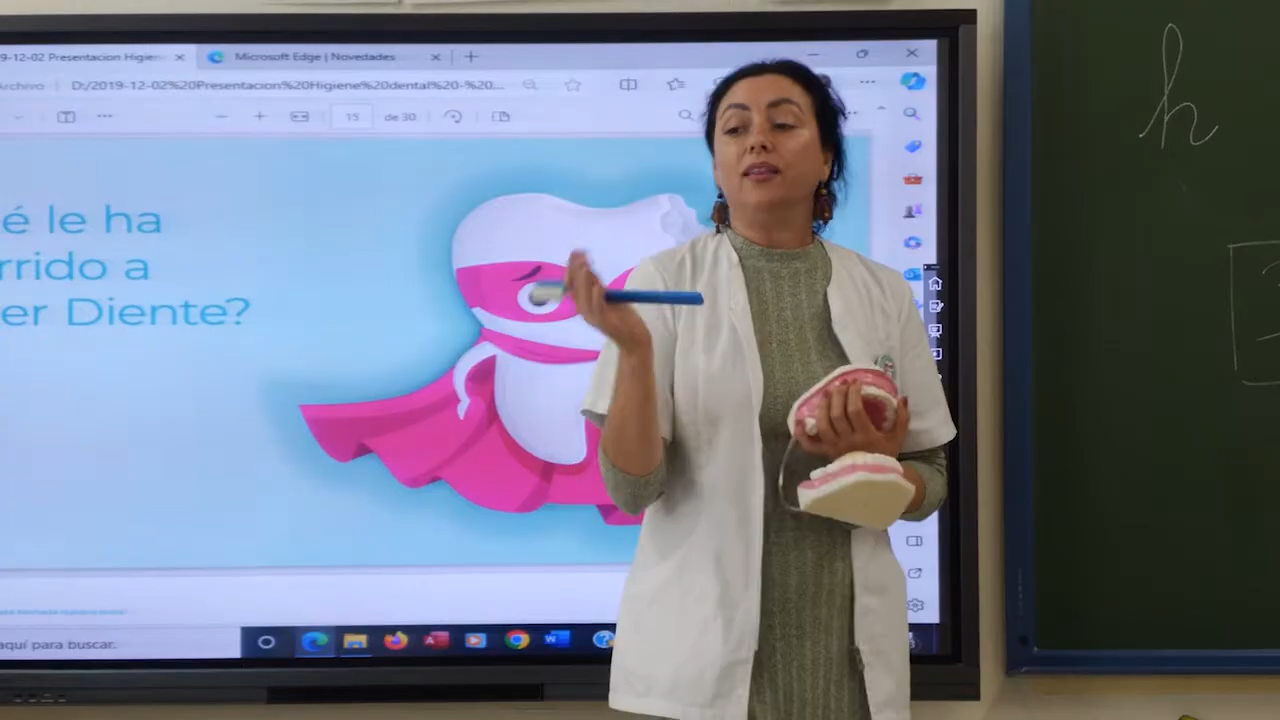 9-12-02 Presentacion Higien
Microsoft Edge | Novedades
Archivo
D:/2019-12-02%20Presentacion%20Higiene%20dental%20-%20...
15
de 30
é le ha
rrido a
er Diente?
aquí para buscar.
h